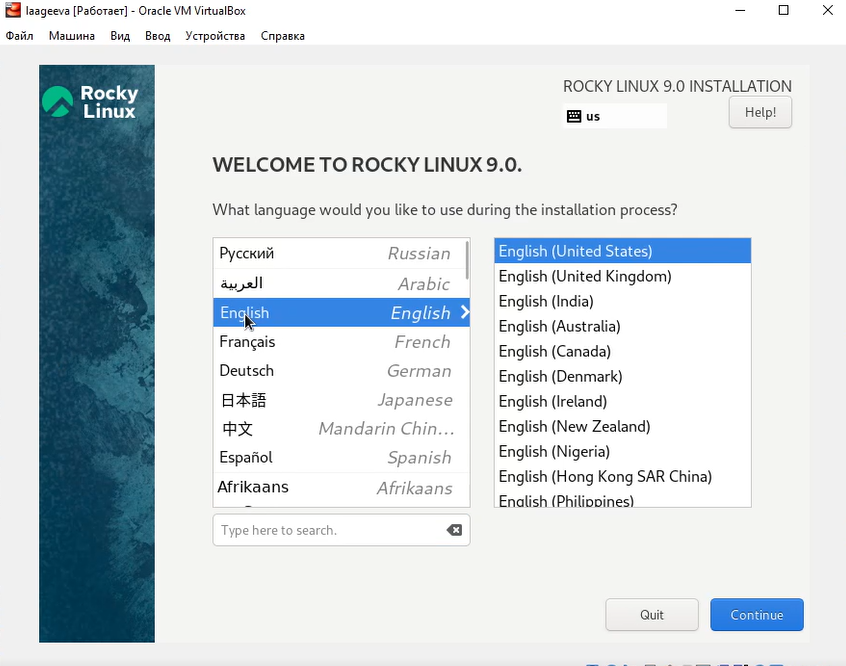 laageeva [Работает] - Oracle VM VirtualBox
Файл Машина Вид Ввод Устройства Справка
Rocky Linux
ROCKY LINUX 9.0 INSTALLATION
us
Help!
WELCOME TO ROCKY LINUX 9.0.
What language would you like to use during the installation process?
Русский Russian
العربية Arabic
English English
Français French
Deutsch German
日本語 Japanese
中文 Mandarin Chin...
Español Spanish
Afrikaans Afrikaans
English (United States)
English (United Kingdom)
English (India)
English (Australia)
English (Canada)
English (Denmark)
English (Ireland)
English (New Zealand)
English (Nigeria)
English (Hong Kong SAR China)
English (Philippines)
Type here to search.
Quit
Continue